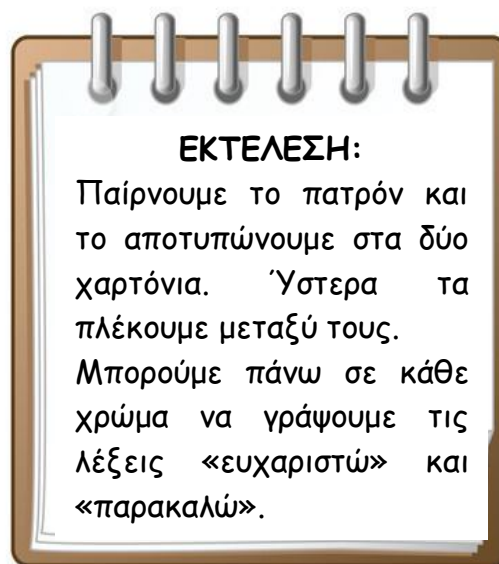 ΕΚΤΕΛΕΣΗ:
Παίρνουμε το πατρόν και
το αποτυπώνουμε στα δύο
χαρτόνια. Ύστερα τα
πλέκουμε μεταξύ τους.
Μπορούμε πάνω σε κάθε
χρώμα να γράψουμε τις
λέξεις «ευχαριστώ» και
«παρακαλώ».